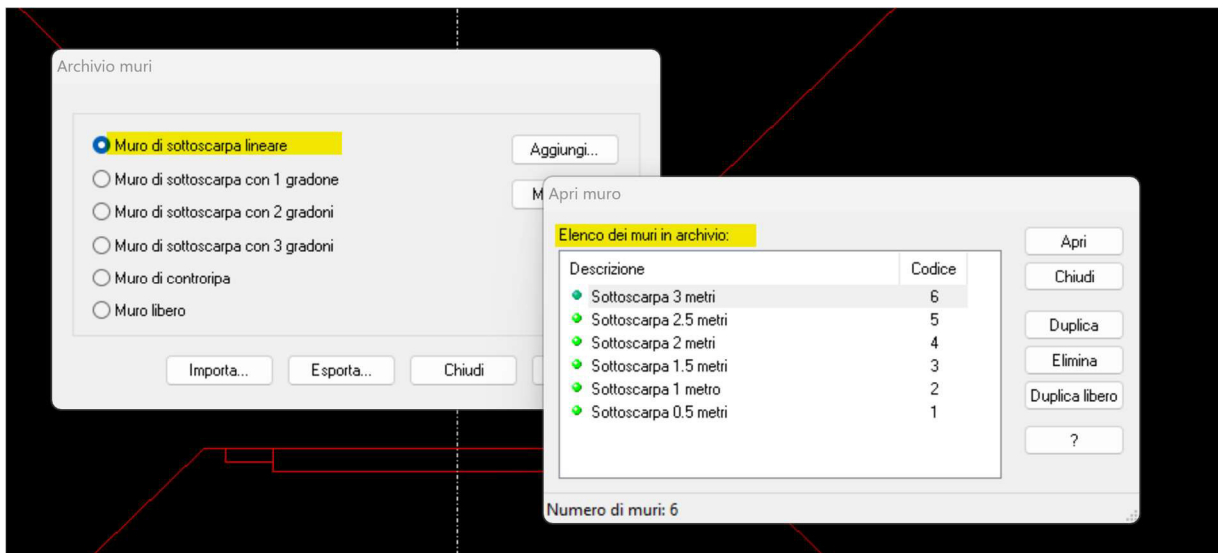 Archivio muri
Muro di sottoscarpa lineare
Aggiungi...
Muro di sottoscarpa con 1 gradone
Muro di sottoscarpa con 2 gradoni
Muro di sottoscarpa con 3 gradoni
Muro di controripa
Muro libero
Importa...
Esporta...
Chiudi
Apri muro
Elenco dei muri in archivio:
Descrizione Codice
Sottoscarpa 3 metri 6
Sottoscarpa 2.5 metri 5
Sottoscarpa 2 metri 4
Sottoscarpa 1.5 metri 3
Sottoscarpa 1 metro 2
Sottoscarpa 0.5 metri 1
Apri
Chiudi
Duplica
Elimina
Duplica libero
?
Numero di muri: 6